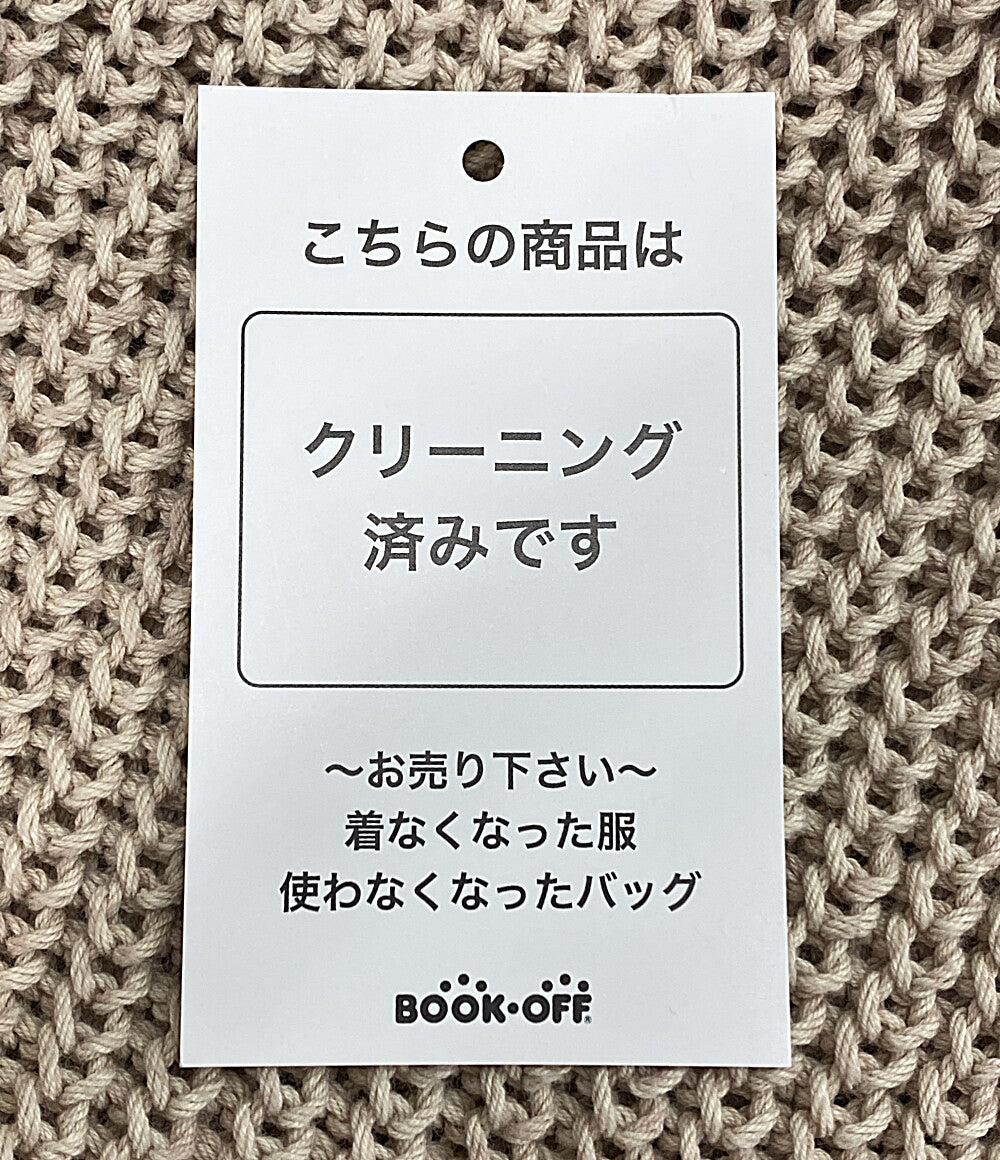 こちらの商品は
クリーニング
済みです
〜お売り下さい〜
着なくなった服
使わなくなったバッグ
BOOK・OFF®